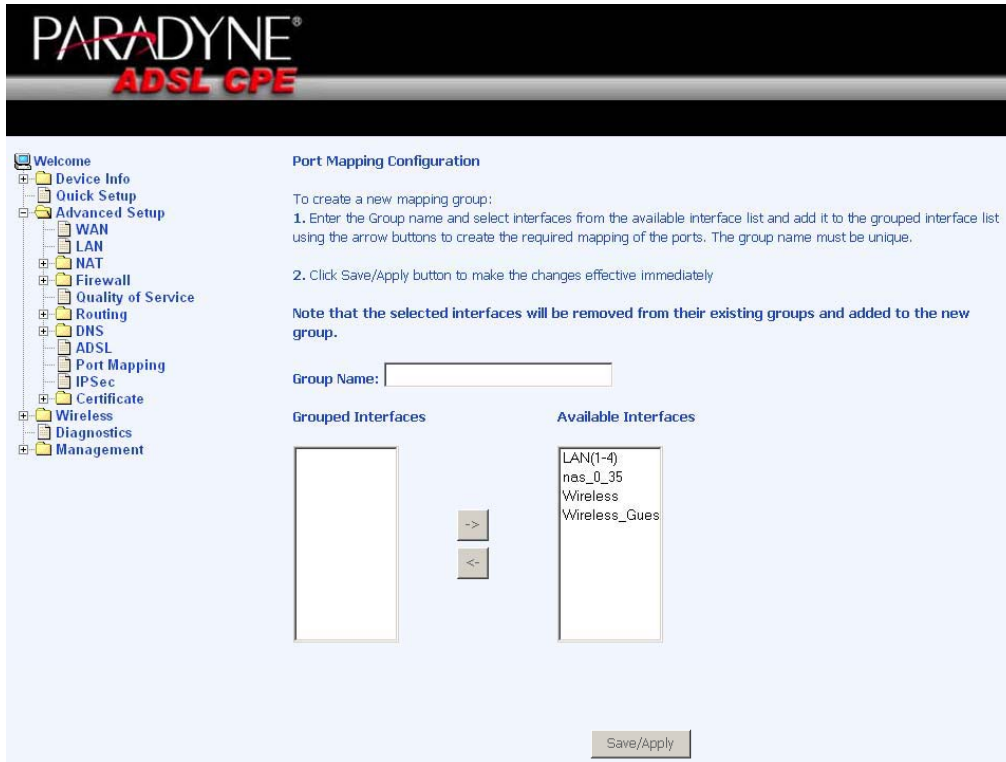 PARADYNE®
ADSL CPE
Welcome
Device Info
Quick Setup
Advanced Setup
WAN
LAN
NAT
Firewall
Quality of Service
Routing
DNS
ADSL
Port Mapping
IPSec
Certificate
Wireless
Diagnostics
Management
Port Mapping Configuration
To create a new mapping group:
1. Enter the Group name and select interfaces from the available interface list and add it to the grouped interface list
using the arrow buttons to create the required mapping of the ports. The group name must be unique.
2. Click Save/Apply button to make the changes effective immediately
Note that the selected interfaces will be removed from their existing groups and added to the new
group.
Group Name:
Grouped Interfaces
Available Interfaces
LAN(1-4)
nas_0_35
Wireless
Wireless_Gues
->
<-
Save/Apply